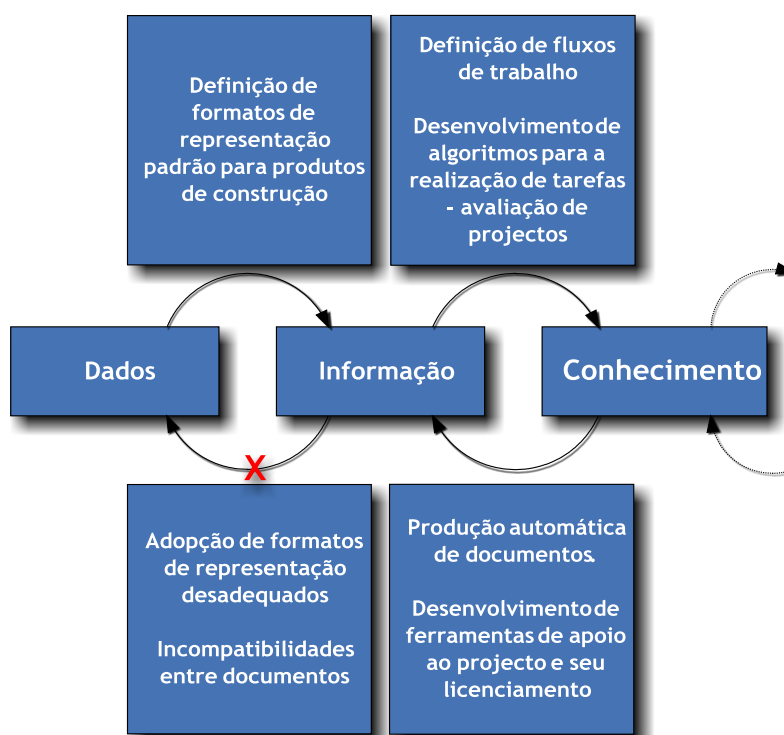 Definição de
formatos de
representação
padrão para produtos
de construção
Definição de fluxos
de trabalho
Desenvolvimento de
algoritmos para a
realização de tarefas
- avaliação de
projectos
Dados
Informação
Conhecimento
X
Adopção de formatos
de representação
desadequados
Incompatibilidades
entre documentos
Produção automática
de documentos.
Desenvolvimento de
ferramentas de apoio
ao projecto e seu
licenciamento